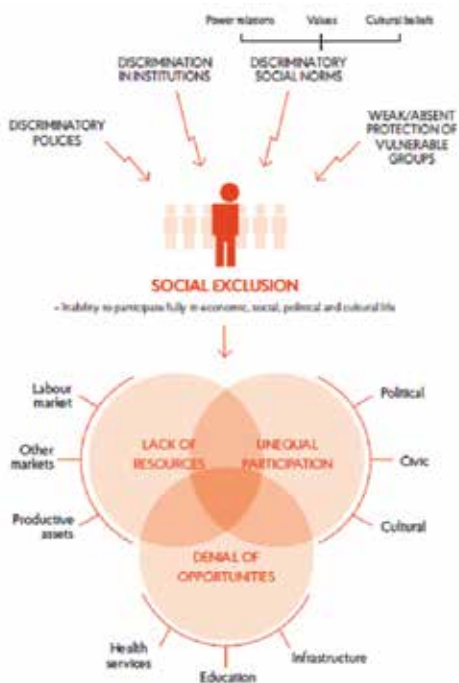 Power relations
Values
Cultural beliefs
DISCRIMINATION
IN INSTITUTIONS
DISCRIMINATORY
SOCIAL NORMS
DISCRIMINATORY
POLICIES
WEAK/ABSENT
PROTECTION OF
VULNERABLE
GROUPS
SOCIAL EXCLUSION
– Inability to participate fully in economic, social, political and cultural life
Labour
market
Other
markets
Productive
assets
LACK OF
RESOURCES
UNEQUAL
PARTICIPATION
Political
Civic
Cultural
DENIAL OF
OPPORTUNITIES
Health
services
Education
Infrastructure